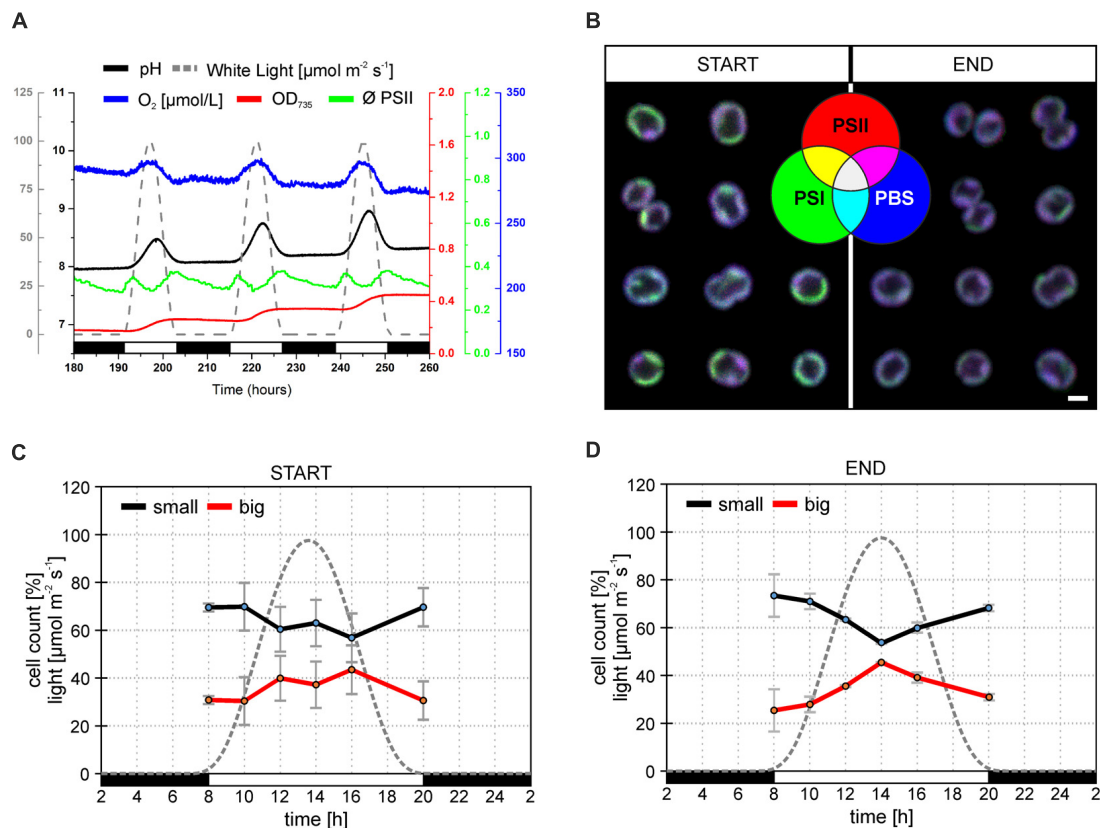 A
pH White Light [µmol m⁻² s⁻¹]
O₂ [µmol/L] OD₇₃₅ Ø PSII
125 11 2.0 1.2 350
100 10 1.6 1.0 300
75 9 1.2 0.8 250
50 8 0.8 0.6 200
25 7 0.4 0.4 150
0 0.0 0.2
0.0
180 190 200 210 220 230 240 250 260
Time (hours)
B
START END
PSII
PSI PBS
C
START
small big
cell count [%]
light [µmol m⁻² s⁻¹]
120
100
80
60
40
20
0
2 4 6 8 10 12 14 16 18 20 22 24 2
time [h]
D
END
small big
cell count [%]
light [µmol m⁻² s⁻¹]
120
100
80
60
40
20
0
2 4 6 8 10 12 14 16 18 20 22 24 2
time [h]